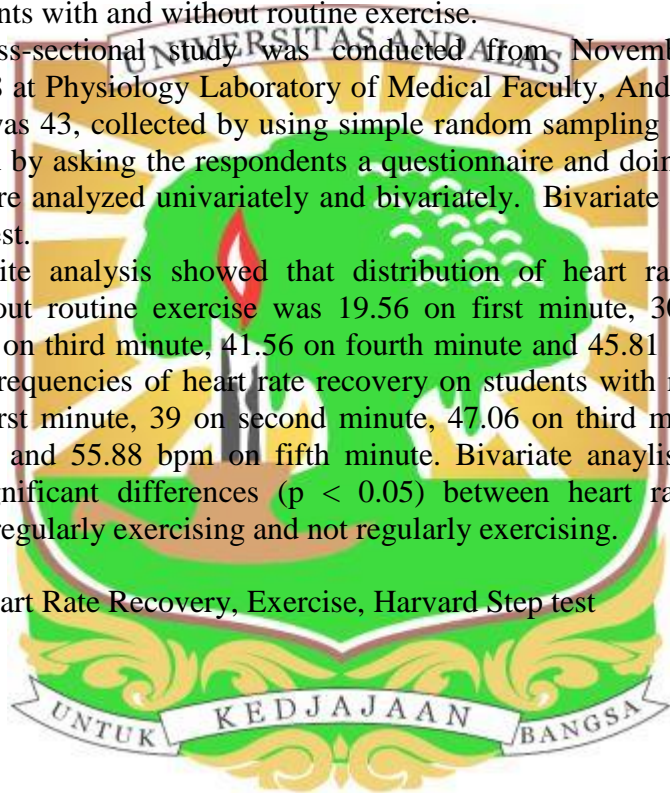 nts with and without routine exercise.
ss-sectional study was conducted from Novemb
UNIVERSITAS ANDALAS
8 at Physiology Laboratory of Medical Faculty, And
was 43, collected by using simple random sampling
d by asking the respondents a questionnaire and doin
re analyzed univariately and bivariately. Bivariate
est.
ite analysis showed that distribution of heart ra
out routine exercise was 19.56 on first minute, 30
on third minute, 41.56 on fourth minute and 45.81
requencies of heart rate recovery on students with r
rst minute, 39 on second minute, 47.06 on third m
and 55.88 bpm on fifth minute. Bivariate anaylis
gnificant differences (p < 0.05) between heart ra
regularly exercising and not regularly exercising.
art Rate Recovery, Exercise, Harvard Step test
UNTUK KEDJAJAAN BANGSA